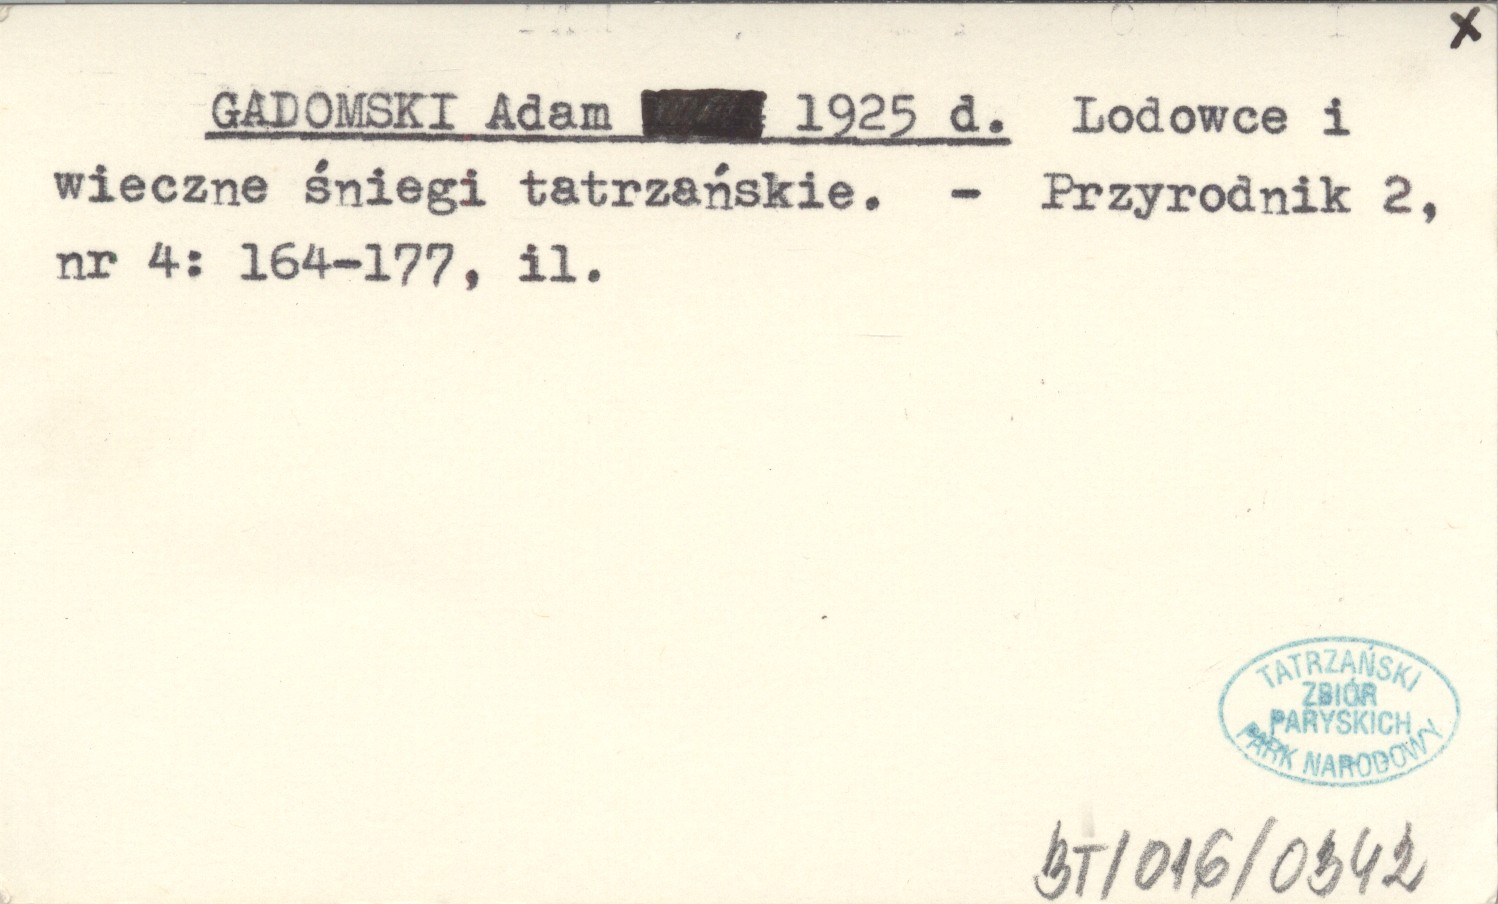 x
GADOMSKI Adam 1925 d. Lodowce i
wieczne śniegi tatrzańskie. - Przyrodnik 2,
nr 4: 164-177, il.
TATRZAŃSKI
ZBIÓR
PARYSKICH
PARK NARODOWY
BT/016/0342